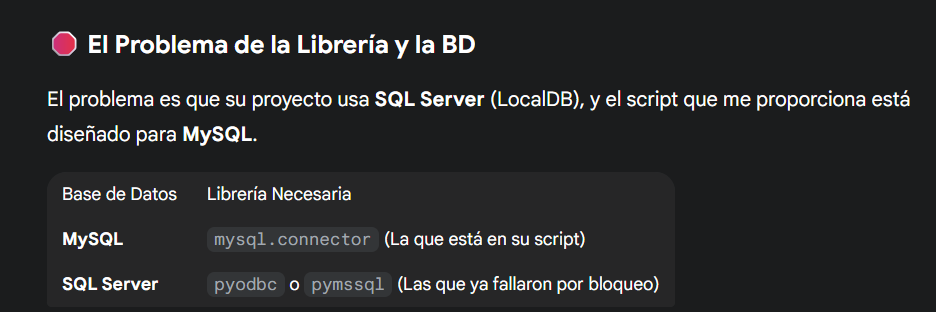 El Problema de la Librería y la BD
El problema es que su proyecto usa SQL Server (LocalDB), y el script que me proporciona está
diseñado para MySQL.
Base de Datos Librería Necesaria
MySQL mysql.connector (La que está en su script)
SQL Server pyodbc o pymssql (Las que ya fallaron por bloqueo)